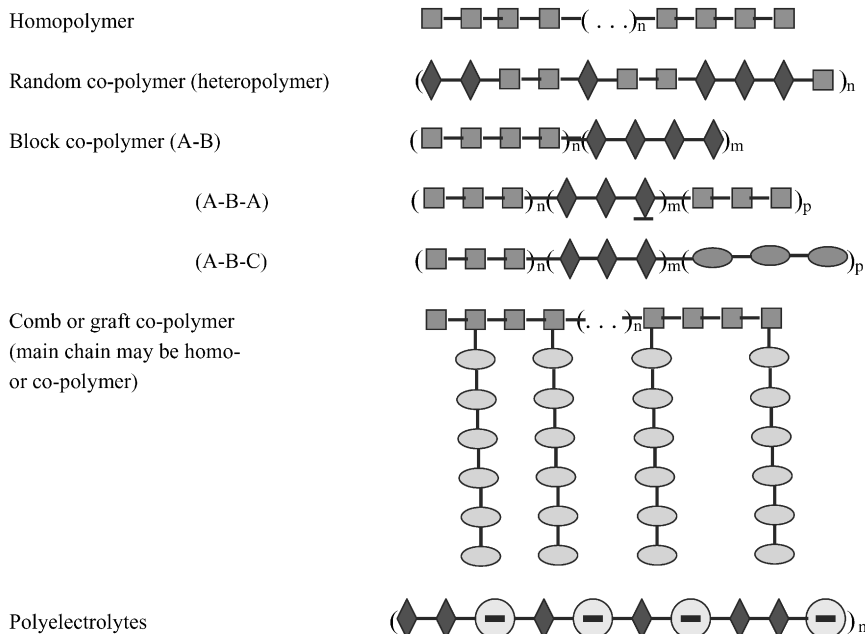 Homopolymer (. . .)n
Random co-polymer (heteropolymer) ( )n
Block co-polymer (A-B) ( )n( )m
(A-B-A) ( )n( )m( )p
(A-B-C) ( )n( )m( )p
Comb or graft co-polymer (. . .)n
(main chain may be homo-
or co-polymer)
Polyelectrolytes ( )n